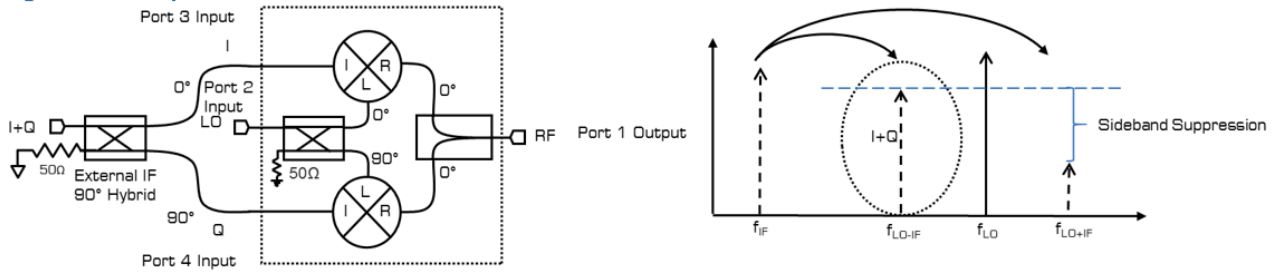 Port 3 Input
I
0°
Port 2
Input
LO
I+Q
50Ω
External IF
90° Hybrid
90°
Q
Port 4 Input
I
R
L
0°
0°
50Ω
90°
L
I
R
0°
RF
Port 1 Output
I+Q
Sideband Suppression
fIF
fLO-IF
fLO
fLO+IF